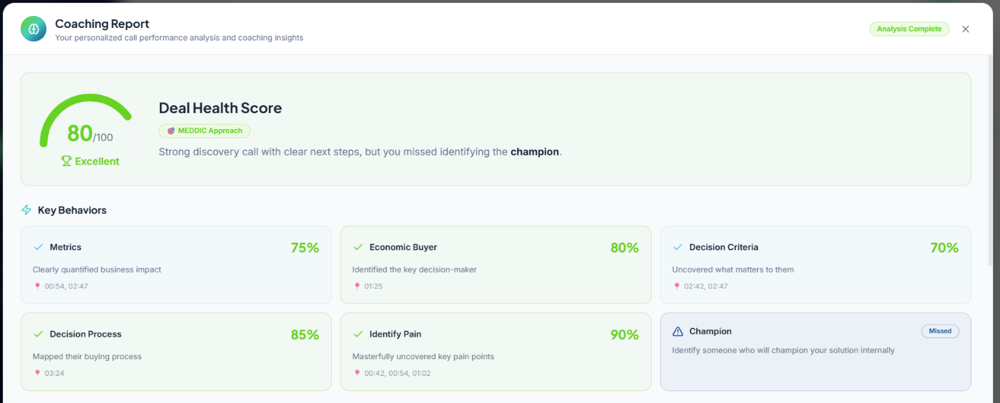 Coaching Report
Your personalized call performance analysis and coaching insights
Analysis Complete
80/100
Excellent
Deal Health Score
MEDDIC Approach
Strong discovery call with clear next steps, but you missed identifying the champion.
Key Behaviors
Metrics
75%
Clearly quantified business impact
00:54, 02:47
Economic Buyer
80%
Identified the key decision-maker
01:25
Decision Criteria
70%
Uncovered what matters to them
02:42, 02:47
Decision Process
85%
Mapped their buying process
03:24
Identify Pain
90%
Masterfully uncovered key pain points
00:42, 00:54, 01:02
Champion
Missed
Identify someone who will champion your solution internally